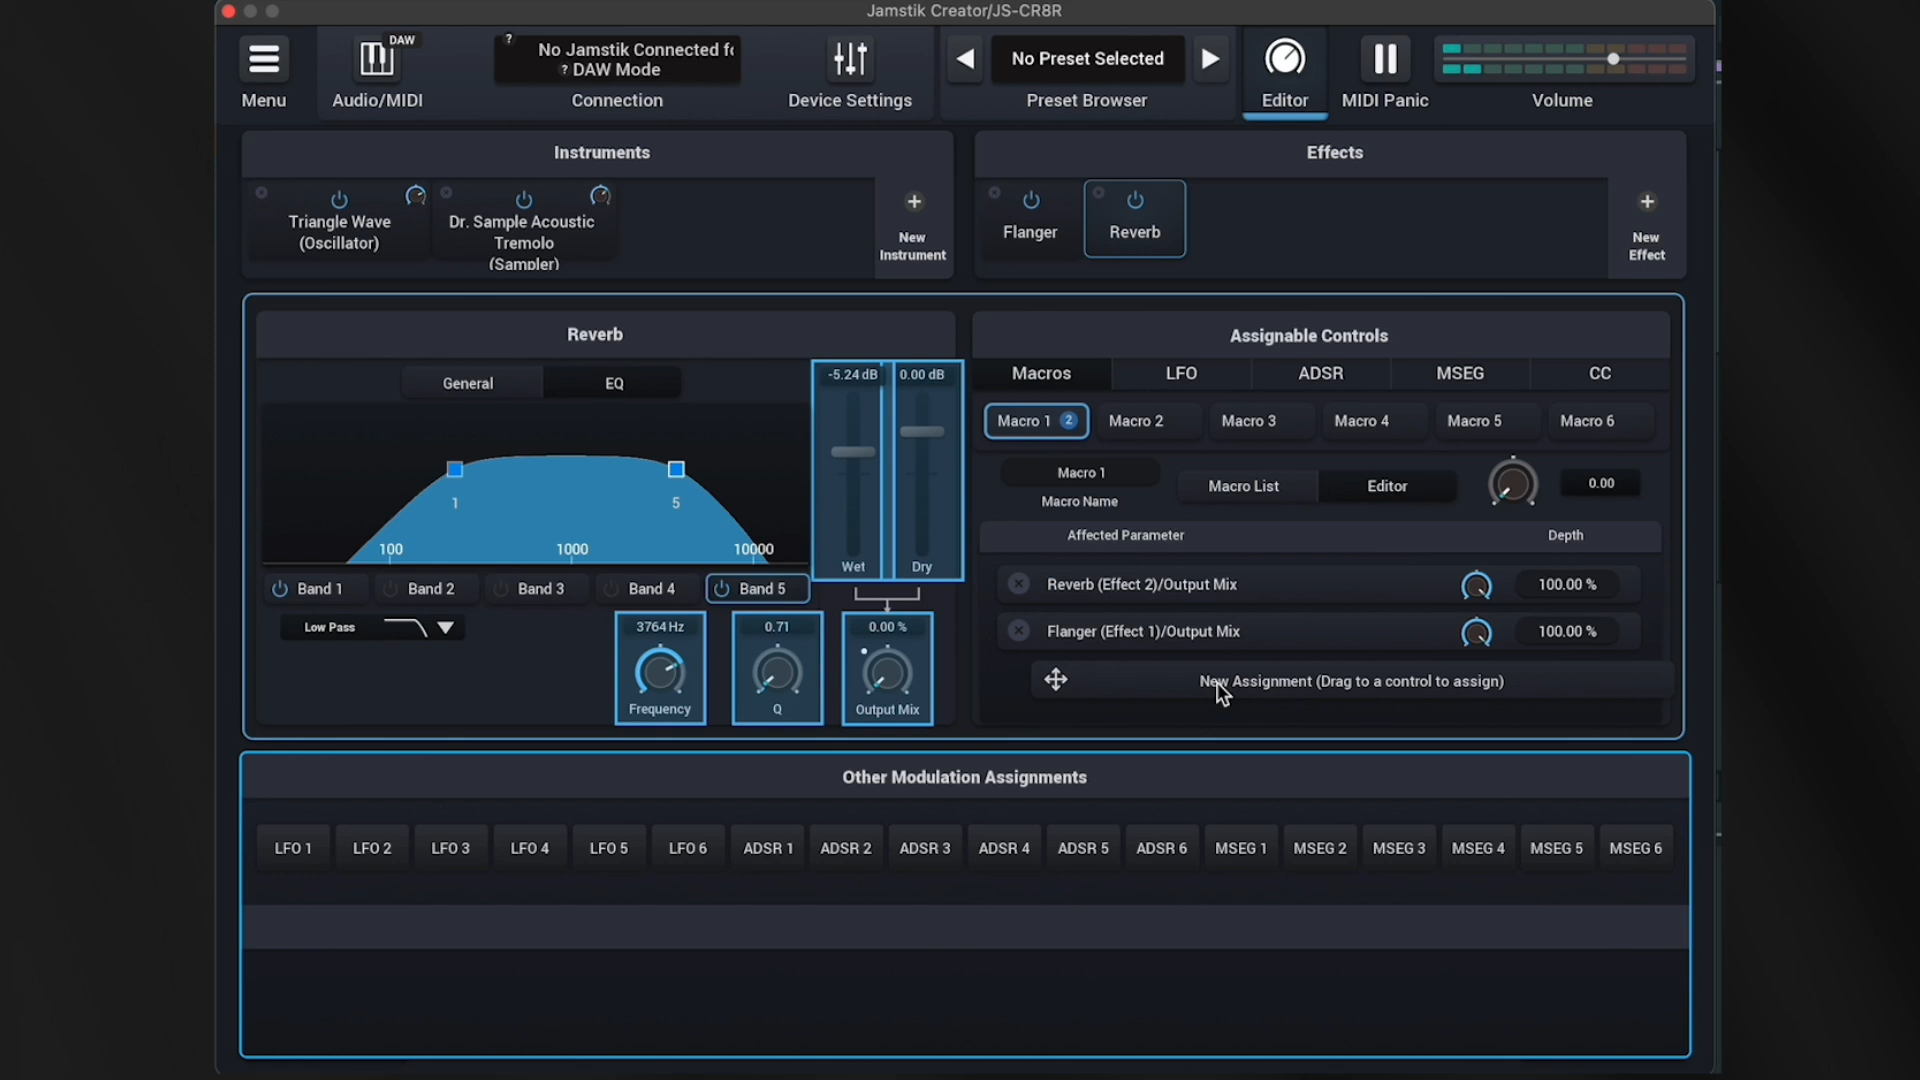 Jamstik Creator/JS-CR8R
Menu
DAW
Audio/MIDI
?
No Jamstik Connected fo
? DAW Mode
Connection
Device Settings
No Preset Selected
Preset Browser
Editor
MIDI Panic
Volume
Instruments
Triangle Wave
(Oscillator)
Dr. Sample Acoustic
Tremolo
(Sampler)
New
Instrument
Effects
Flanger
Reverb
New
Effect
Reverb
General
EQ
1
5
100
1000
10000
-5.24 dB
0.00 dB
Wet
Dry
Band 1
Band 2
Band 3
Band 4
Band 5
Low Pass
3764 Hz
Frequency
0.71
Q
0.00 %
Output Mix
Assignable Controls
Macros
LFO
ADSR
MSEG
CC
Macro 1 2
Macro 2
Macro 3
Macro 4
Macro 5
Macro 6
Macro 1
Macro Name
Macro List
Editor
0.00
Affected Parameter
Depth
Reverb (Effect 2)/Output Mix
100.00 %
Flanger (Effect 1)/Output Mix
100.00 %
New Assignment (Drag to a control to assign)
Other Modulation Assignments
LFO 1
LFO 2
LFO 3
LFO 4
LFO 5
LFO 6
ADSR 1
ADSR 2
ADSR 3
ADSR 4
ADSR 5
ADSR 6
MSEG 1
MSEG 2
MSEG 3
MSEG 4
MSEG 5
MSEG 6